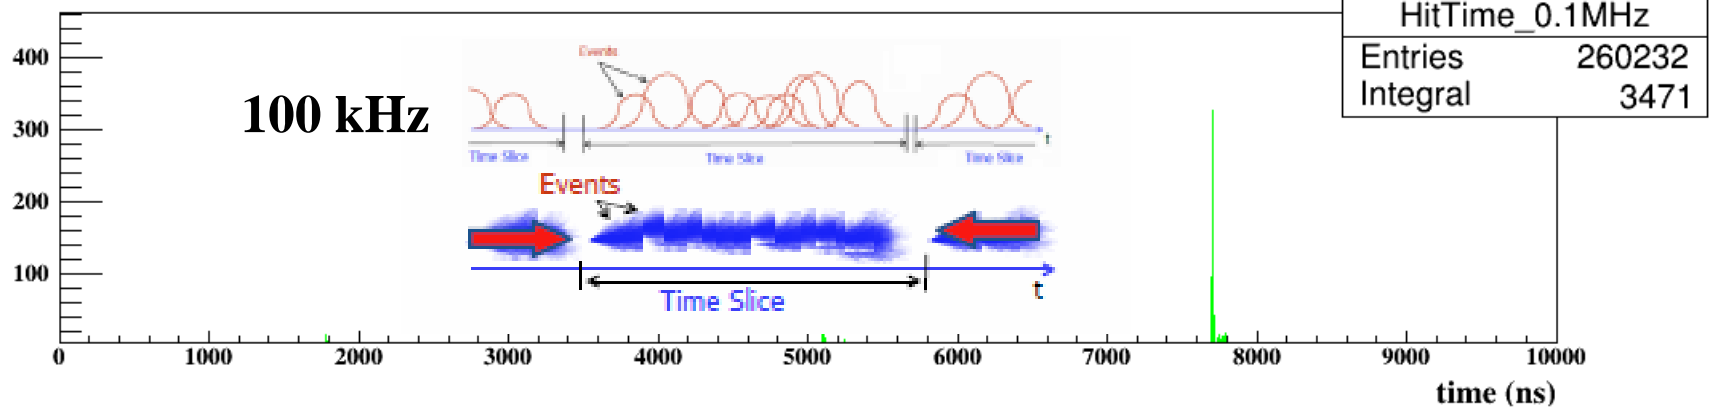 HitTime_0.1MHz
Entries 260232
Integral 3471
400
300
200
100
100 kHz
Events
t
Time Slice Time Slice Time Slice
Events
Time Slice
t
0 1000 2000 3000 4000 5000 6000 7000 8000 9000 10000
time (ns)